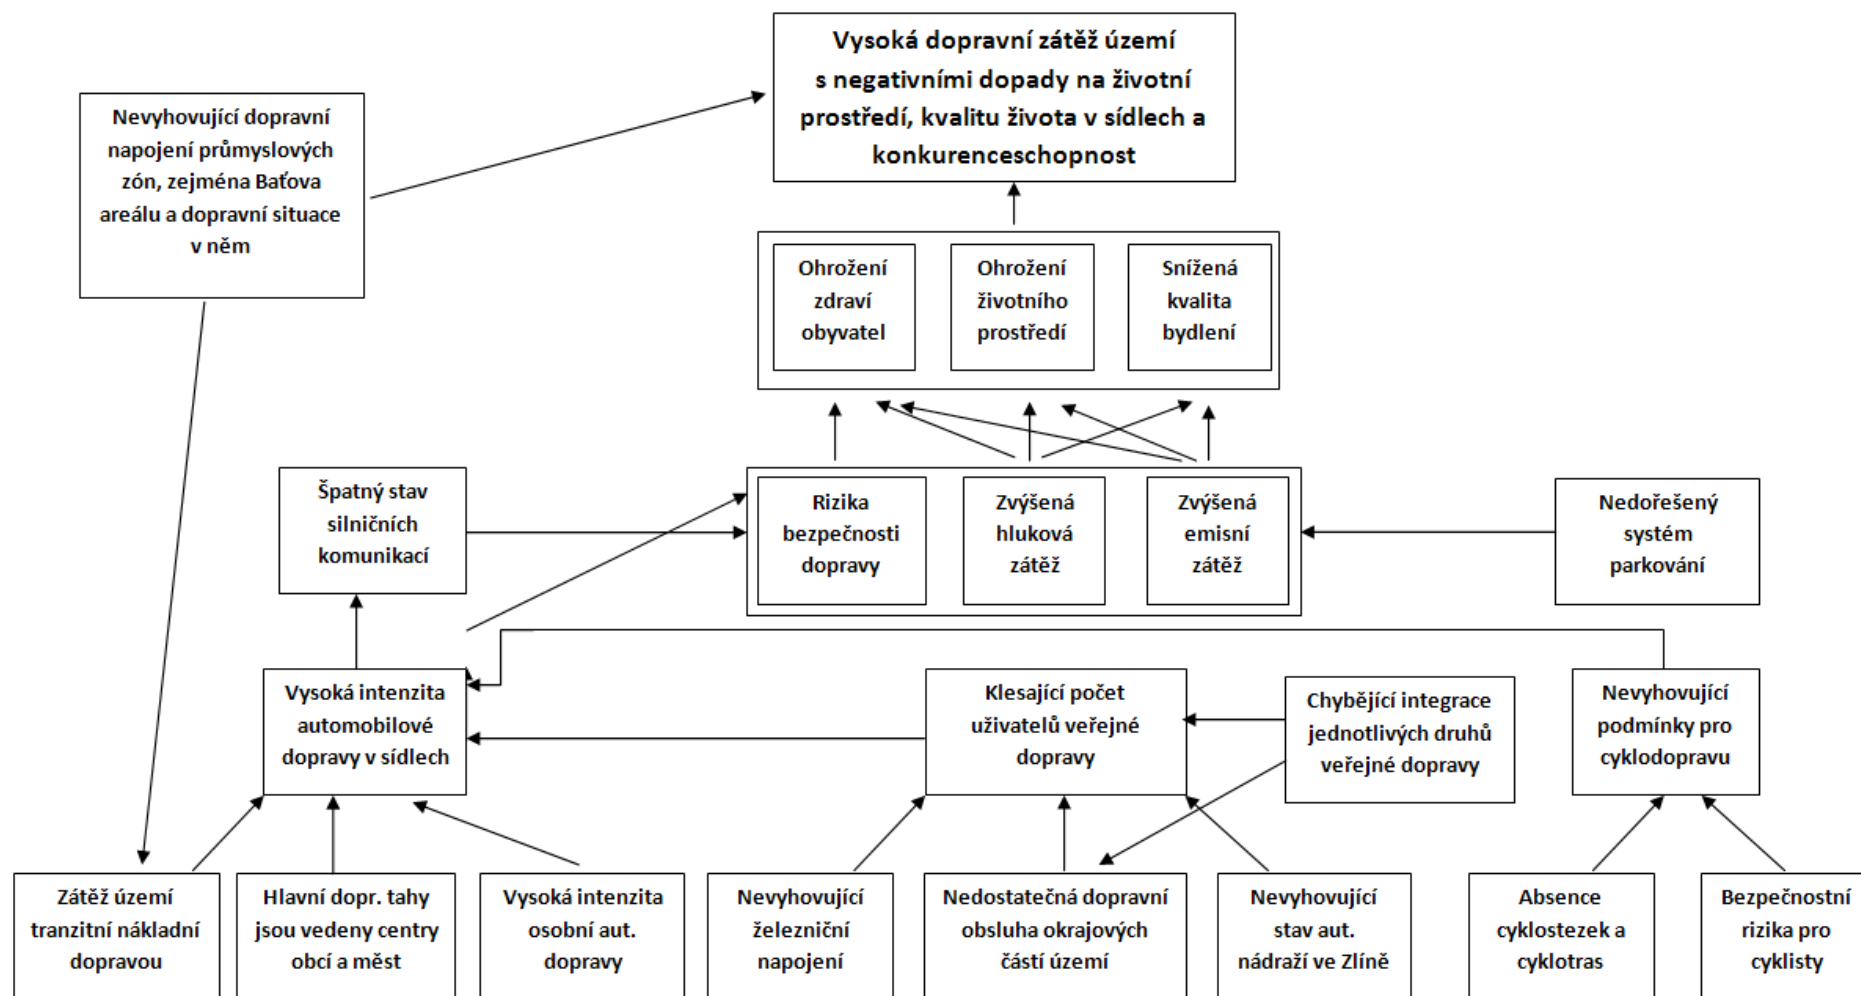 Vysoká dopravní zátěž území
s negativními dopady na životní
prostředí, kvalitu života v sídlech a
konkurenceschopnost
Nevyhovující dopravní
napojení průmyslových
zón, zejména Baťova
areálu a dopravní situace
v něm
Ohrožení
zdraví
obyvatel
Ohrožení
životního
prostředí
Snížená
kvalita
bydlení
Špatný stav
silničních
komunikací
Rizika
bezpečnosti
dopravy
Zvýšená
hluková
zátěž
Zvýšená
emisní
zátěž
Nedořešený
systém
parkování
Vysoká intenzita
automobilové
dopravy v sídlech
Klesající počet
uživatelů veřejné
dopravy
Chybějící integrace
jednotlivých druhů
veřejné dopravy
Nevyhovující
podmínky pro
cyklodopravu
Zátěž území
tranzitní nákladní
dopravou
Hlavní dopr. tahy
jsou vedeny centry
obcí a měst
Vysoká intenzita
osobní aut.
dopravy
Nevyhovující
železniční
napojení
Nedostatečná dopravní
obsluha okrajových
částí území
Nevyhovující
stav aut.
nádraží ve Zlíně
Absence
cyklostezek a
cyklotras
Bezpečnostní
rizika pro
cyklisty